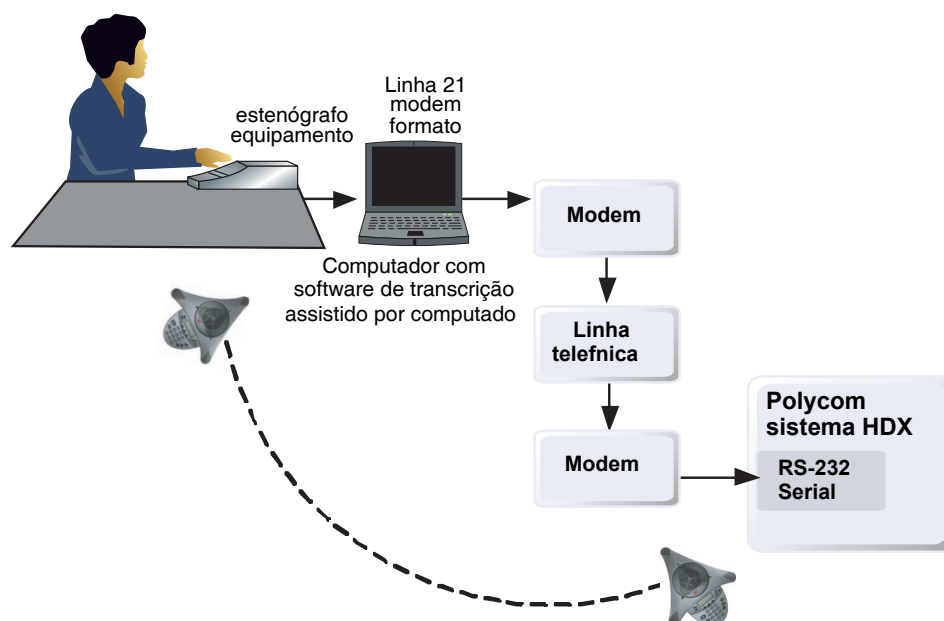 estenógrafo
equipamento
Linha 21
modem
formato
Computador com
software de transcrição
assistido por computado
Modem
Linha
telefnica
Modem
Polycom
sistema HDX
RS-232
Serial